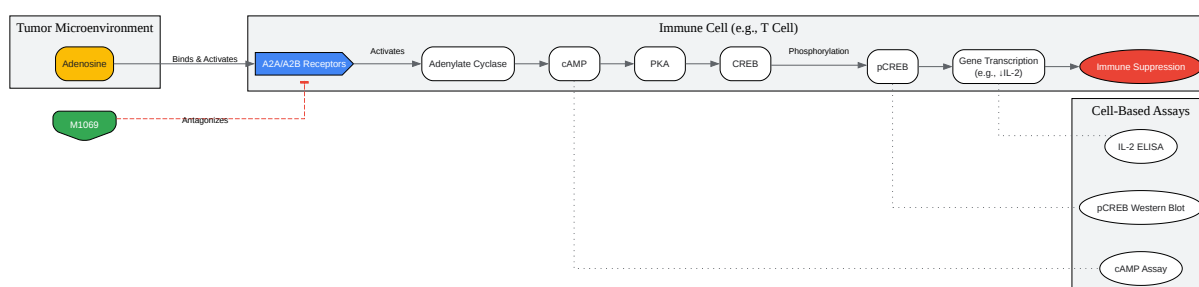 Tumor Microenvironment
Immune Cell (e.g., T Cell)
Adenosine
Binds & Activates
A2A/A2B Receptors
Activates
Adenylate Cyclase
cAMP
PKA
CREB
Phosphorylation
pCREB
Gene Transcription
(e.g., ↓IL-2)
Immune Suppression
M1069
Antagonizes
Cell-Based Assays
IL-2 ELISA
pCREB Western Blot
cAMP Assay